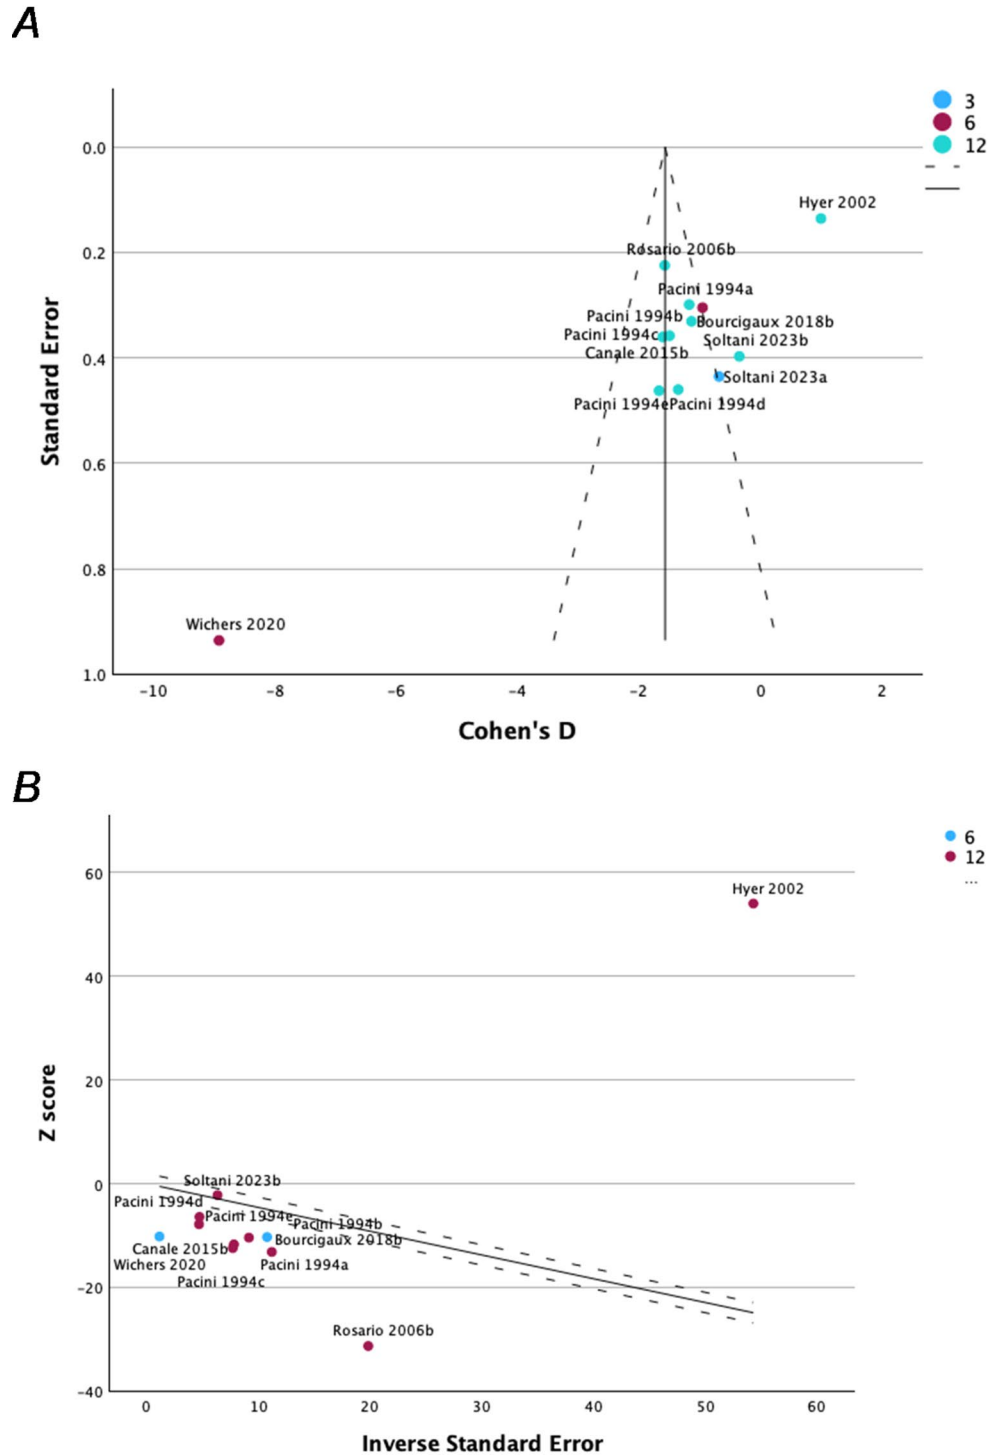 A
3
6
12
0.0
Hyer 2002
0.2
Rosario 2006b
Pacini 1994a
Pacini 1994b
Bourcigaux 2018b
Pacini 1994c
Soltani 2023b
0.4
Canale 2015b
Soltani 2023a
Pacini 1994e
Pacini 1994d
0.6
0.8
Wichers 2020
1.0
-10 -8 -6 -4 -2 0 2
Standard Error
Cohen's D
B
6
12
...
60
Hyer 2002
40
20
0
Soltani 2023b
Pacini 1994d
Pacini 1994e
Pacini 1994b
Bourcigaux 2018b
Canale 2015b
Wichers 2020
Pacini 1994a
Pacini 1994c
-20
Rosario 2006b
-40
0 10 20 30 40 50 60
Z score
Inverse Standard Error